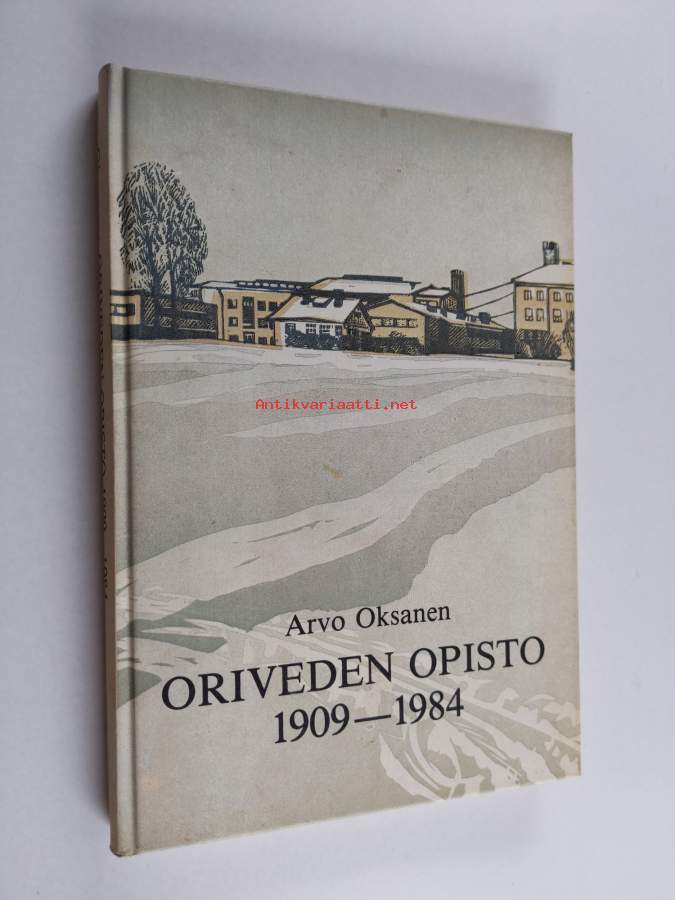 Antikvariaatti.net
Arvo Oksanen
ORIVEDEN OPISTO
1909—1984